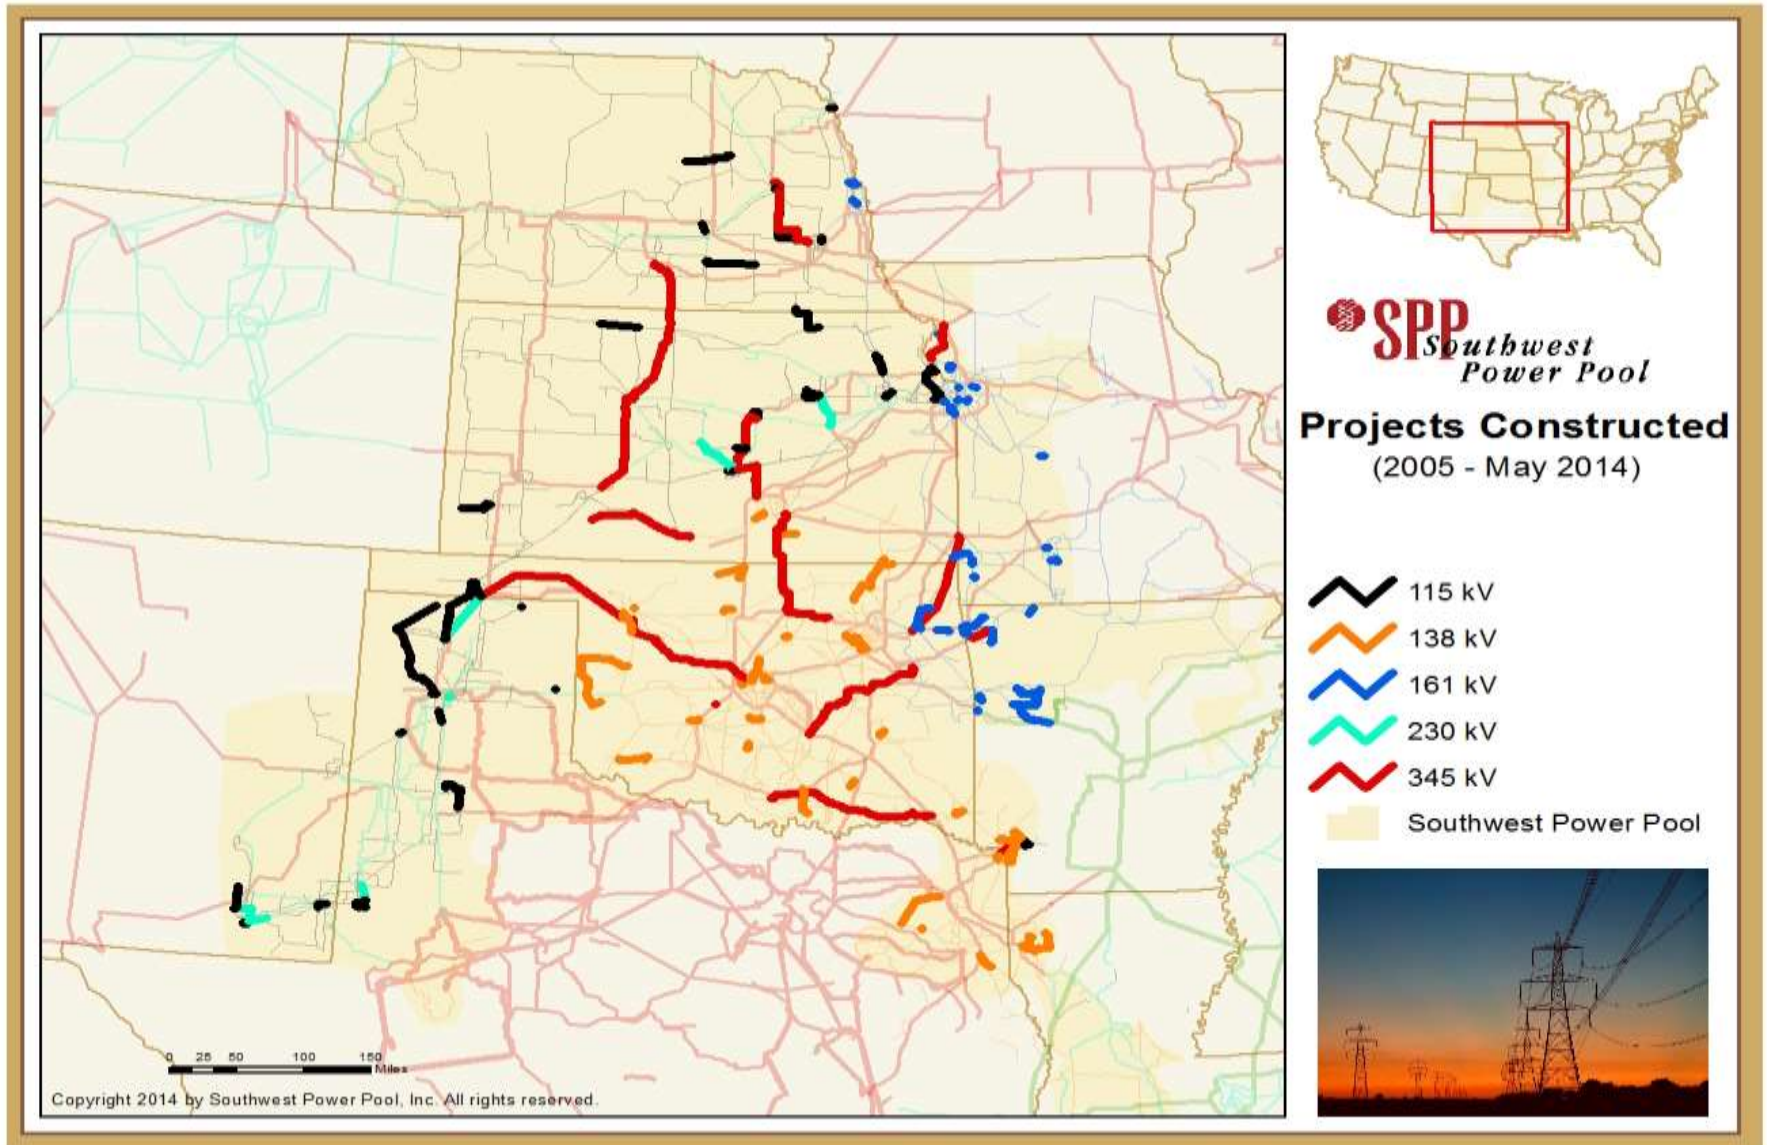 SPP
Southwest
Power Pool
Projects Constructed
(2005 - May 2014)
115 kV
138 kV
161 kV
230 kV
345 kV
Southwest Power Pool
0 25 50 100 150
Miles
Copyright 2014 by Southwest Power Pool, Inc. All rights reserved.